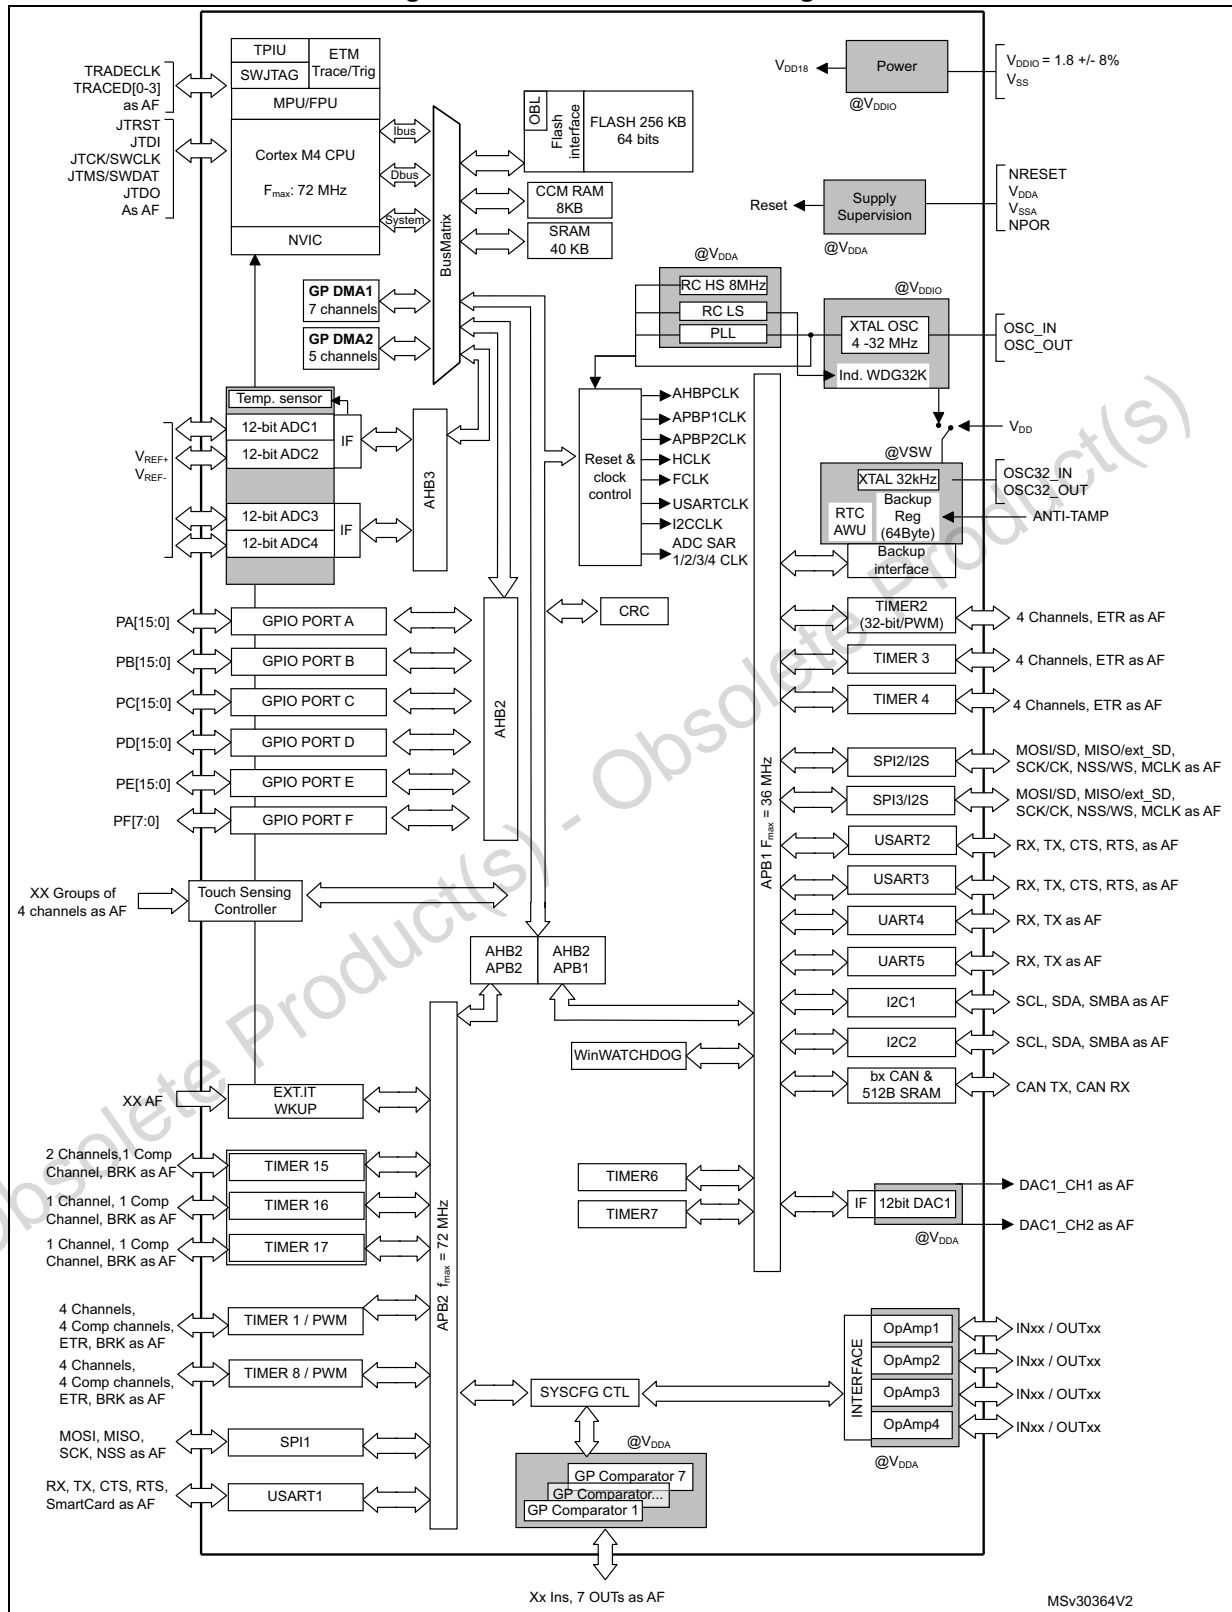 TPIU
ETM
Trace/Trig
SWJTAG
MPU/FPU
Cortex M4 CPU
Fmax: 72 MHz
NVIC
TRADECLK
TRACED[0-3]
as AF
JTRST
JTDI
JTCK/SWCLK
JTMS/SWDAT
JTDO
As AF
Ibus
Dbus
System
BusMatrix
OBL
Flash
interface
FLASH 256 KB
64 bits
CCM RAM
8KB
SRAM
40 KB
GP DMA1
7 channels
GP DMA2
5 channels
VDD18
Power
VDDIO = 1.8 +/- 8%
VSS
@VDDIO
Reset
Supply
Supervision
NRESET
VDDA
VSSA
NPOR
@VDDA
@VDDA
RC HS 8MHz
RC LS
PLL
@VDDIO
XTAL OSC
4 -32 MHz
Ind. WDG32K
OSC_IN
OSC_OUT
VDD
@VSW
XTAL 32kHz
RTC
AWU
Backup
Reg
(64Byte)
Backup
interface
OSC32_IN
OSC32_OUT
ANTI-TAMP
Reset &
clock
control
AHBPCLK
APBP1CLK
APBP2CLK
HCLK
FCLK
USARTCLK
I2CCLK
ADC SAR
1/2/3/4 CLK
Temp. sensor
12-bit ADC1
12-bit ADC2
IF
12-bit ADC3
12-bit ADC4
IF
VREF+
VREF-
AHB3
CRC
PA[15:0]
GPIO PORT A
PB[15:0]
GPIO PORT B
PC[15:0]
GPIO PORT C
PD[15:0]
GPIO PORT D
PE[15:0]
GPIO PORT E
PF[7:0]
GPIO PORT F
AHB2
XX Groups of
4 channels as AF
Touch Sensing
Controller
AHB2
APB2
AHB2
APB1
APB1 Fmax = 36 MHz
TIMER2
(32-bit/PWM)
4 Channels, ETR as AF
TIMER 3
4 Channels, ETR as AF
TIMER 4
4 Channels, ETR as AF
SPI2/I2S
MOSI/SD, MISO/ext_SD,
SCK/CK, NSS/WS, MCLK as AF
SPI3/I2S
MOSI/SD, MISO/ext_SD,
SCK/CK, NSS/WS, MCLK as AF
USART2
RX, TX, CTS, RTS, as AF
USART3
RX, TX, CTS, RTS, as AF
UART4
RX, TX as AF
UART5
RX, TX as AF
I2C1
SCL, SDA, SMBA as AF
I2C2
SCL, SDA, SMBA as AF
bx CAN &
512B SRAM
CAN TX, CAN RX
WinWATCHDOG
TIMER6
TIMER7
IF
12bit DAC1
DAC1_CH1 as AF
DAC1_CH2 as AF
@VDDA
XX AF
EXT.IT
WKUP
2 Channels,1 Comp
Channel, BRK as AF
TIMER 15
1 Channel, 1 Comp
Channel, BRK as AF
TIMER 16
1 Channel, 1 Comp
Channel, BRK as AF
TIMER 17
4 Channels,
4 Comp channels,
ETR, BRK as AF
TIMER 1 / PWM
4 Channels,
4 Comp channels,
ETR, BRK as AF
TIMER 8 / PWM
MOSI, MISO,
SCK, NSS as AF
SPI1
RX, TX, CTS, RTS,
SmartCard as AF
USART1
APB2 fmax = 72 MHz
SYSCFG CTL
@VDDA
GP Comparator 7
GP Comparator...
GP Comparator 1
Xx Ins, 7 OUTs as AF
INTERFACE
OpAmp1
INxx / OUTxx
OpAmp2
INxx / OUTxx
OpAmp3
INxx / OUTxx
OpAmp4
INxx / OUTxx
@VDDA
MSv30364V2
Obsolete Product(s) - Obsolete Product(s)